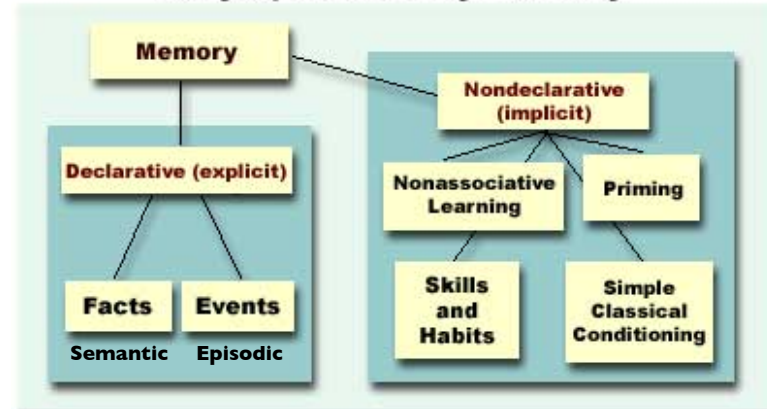 Memory
Nondeclarative
(implicit)
Declarative (explicit)
Nonassociative
Learning
Priming
Facts
Events
Skills
and
Habits
Simple
Classical
Conditioning
Semantic
Episodic